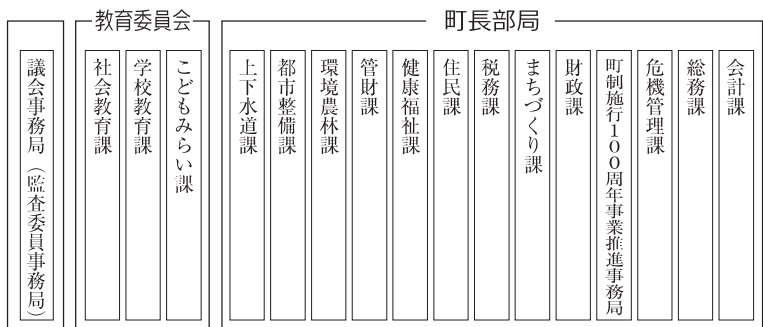 町長部局
会計課
総務課
危機管理課
町制施行１００周年事業推進事務局
財政課
まちづくり課
税務課
住民課
健康福祉課
管財課
環境農林課
都市整備課
上下水道課
教育委員会
こどもみらい課
学校教育課
社会教育課
議会事務局（監査委員事務局）